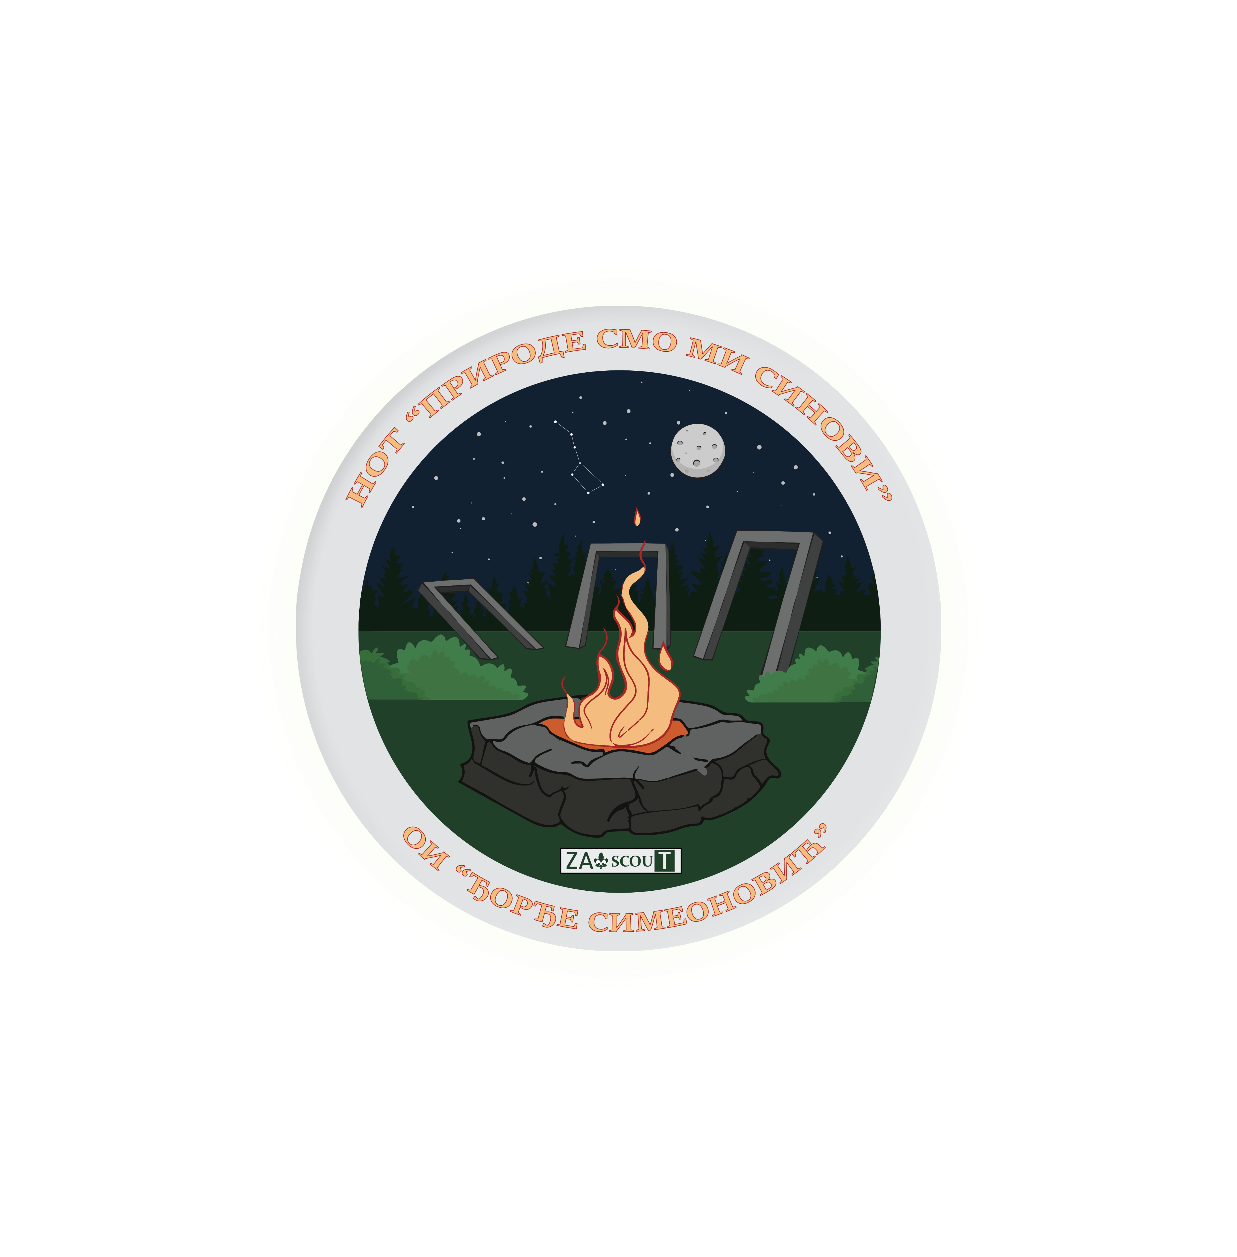 НОТ “ПРИРОДЕ СМО МИ СИНОВИ”
ZA SCOUT
ОИ “ЂОРЂЕ СИМЕОНОВИЋ”